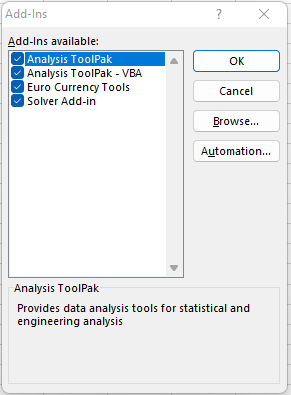 Add-Ins
?
Add-Ins available:
Analysis ToolPak
Analysis ToolPak - VBA
Euro Currency Tools
Solver Add-in
OK
Cancel
Browse...
Automation...
Analysis ToolPak
Provides data analysis tools for statistical and
engineering analysis